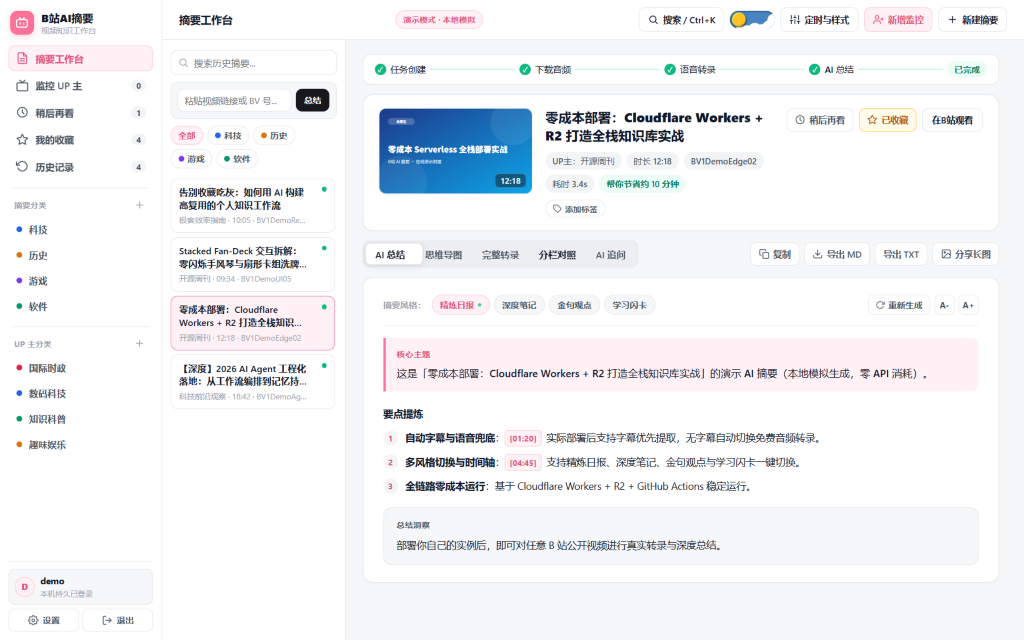 B站AI摘要
视频知识工作台
摘要工作台
监控 UP 主
0
稍后再看
1
我的收藏
4
历史记录
4
摘要分类
科技
历史
游戏
软件
UP 主分类
国际时政
数码科技
知识科普
趣味娱乐
D
demo
本机持久已登录
设置
退出
摘要工作台
演示模式 · 本地模拟
搜索 / Ctrl+K
定时与样式
新增监控
新建摘要
搜索历史摘要...
粘贴视频链接或 BV 号...
总结
全部
科技
历史
游戏
软件
告别收藏吃灰：如何用 AI 构建
高复用的个人知识工作流
极客效率指南 · 10:05 · BV1DemoRe...
Stacked Fan-Deck 交互拆解：
零闪烁手风琴与扇形卡组洗牌...
开源周刊 · 09:34 · BV1DemoUI05
零成本部署：Cloudflare
Workers + R2 打造全栈知识...
开源周刊 · 12:18 · BV1DemoEdge02
【深度】2026 AI Agent 工程化
落地：从工作流编排到记忆持...
科技前沿观察 · 18:42 · BV1DemoAg...
任务创建
下载音频
语音转录
AI 总结
已完成
零成本 Serverless 全栈部署实战
12:18
零成本部署：Cloudflare Workers +
R2 打造全栈知识库实战
UP主：开源周刊
时长 12:18
BV1DemoEdge02
耗时 3.4s
帮你节省约 10 分钟
添加标签
稍后再看
已收藏
在B站观看
AI 总结
思维导图
完整转录
分栏对照
AI 追问
复制
导出 MD
导出 TXT
分享长图
摘要风格：
精炼日报
深度笔记
金句观点
学习闪卡
重新生成
A-
A+
核心主题
这是「零成本部署：Cloudflare Workers + R2 打造全栈知识库实战」的演示 AI 摘要（本地模拟生成，零 API 消耗）。
要点提炼
1 自动字幕与语音兜底： [01:20] 实际部署后支持字幕优先提取，无字幕自动切换免费音频转录。
2 多风格切换与时间轴： [04:45] 支持精炼日报、深度笔记、金句观点与学习闪卡一键切换。
3 全链路零成本运行：基于 Cloudflare Workers + R2 + GitHub Actions 稳定运行。
总结洞察
部署你自己的实例后，即可对任意 B 站公开视频进行真实转录与深度总结。